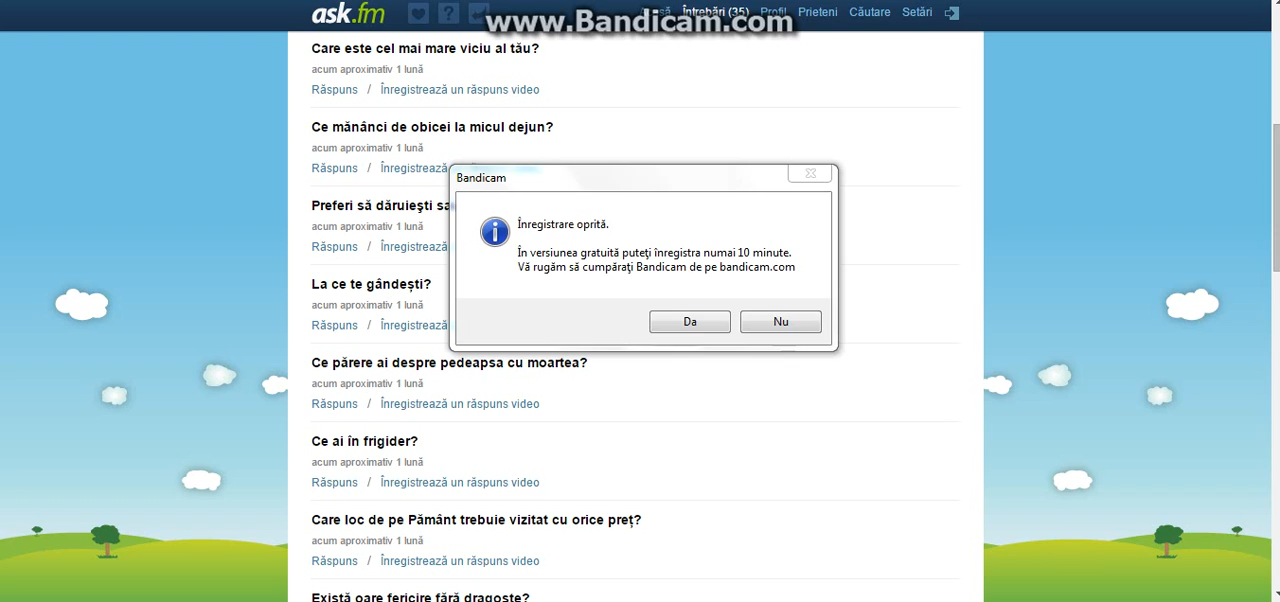 ask.fm
Întrebări (35) Profil Prieteni Căutare Setări
www.Bandicam.com
Care este cel mai mare viciu al tău?
acum aproximativ 1 lună
Răspuns / Înregistrează un răspuns video
Ce mănânci de obicei la micul dejun?
acum aproximativ 1 lună
Răspuns / Înregistrează
Preferi să dăruieşti sa
acum aproximativ 1 lună
Răspuns / Înregistrează
La ce te gândești?
acum aproximativ 1 lună
Răspuns / Înregistrează
Bandicam
Înregistrare oprită.
În versiunea gratuită puteţi înregistra numai 10 minute.
Vă rugăm să cumpăraţi Bandicam de pe bandicam.com
Da Nu
Ce părere ai despre pedeapsa cu moartea?
acum aproximativ 1 lună
Răspuns / Înregistrează un răspuns video
Ce ai în frigider?
acum aproximativ 1 lună
Răspuns / Înregistrează un răspuns video
Care loc de pe Pământ trebuie vizitat cu orice preț?
acum aproximativ 1 lună
Răspuns / Înregistrează un răspuns video
Există oare fericire fără dragoste?